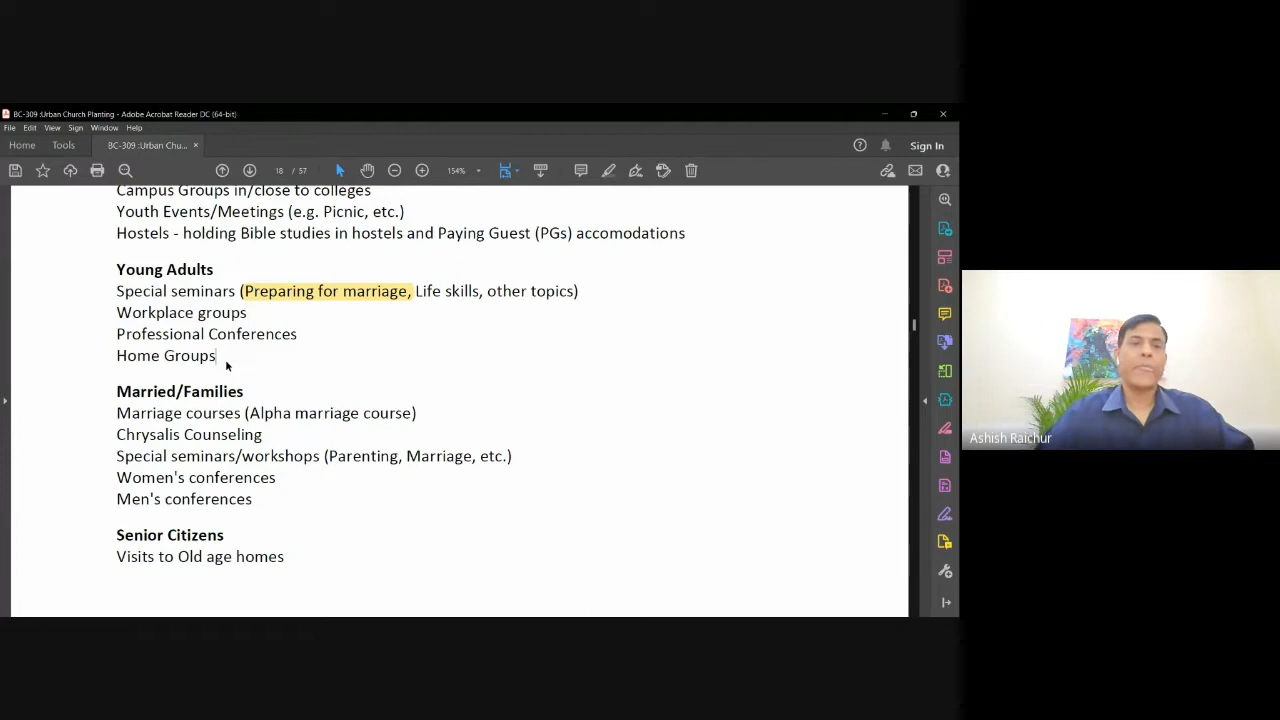 BC-309 :Urban Church Planting - Adobe Acrobat Reader DC (64-bit)
File Edit View Sign Window Help
Home Tools BC-309 :Urban Chu... × Sign In
18 / 57 154%
Campus Groups in/close to colleges
Youth Events/Meetings (e.g. Picnic, etc.)
Hostels - holding Bible studies in hostels and Paying Guest (PGs) accomodations
Young Adults
Special seminars (Preparing for marriage, Life skills, other topics)
Workplace groups
Professional Conferences
Home Groups
Married/Families
Marriage courses (Alpha marriage course)
Chrysalis Counseling
Special seminars/workshops (Parenting, Marriage, etc.)
Women's conferences
Men's conferences
Senior Citizens
Visits to Old age homes
Ashish Raichur